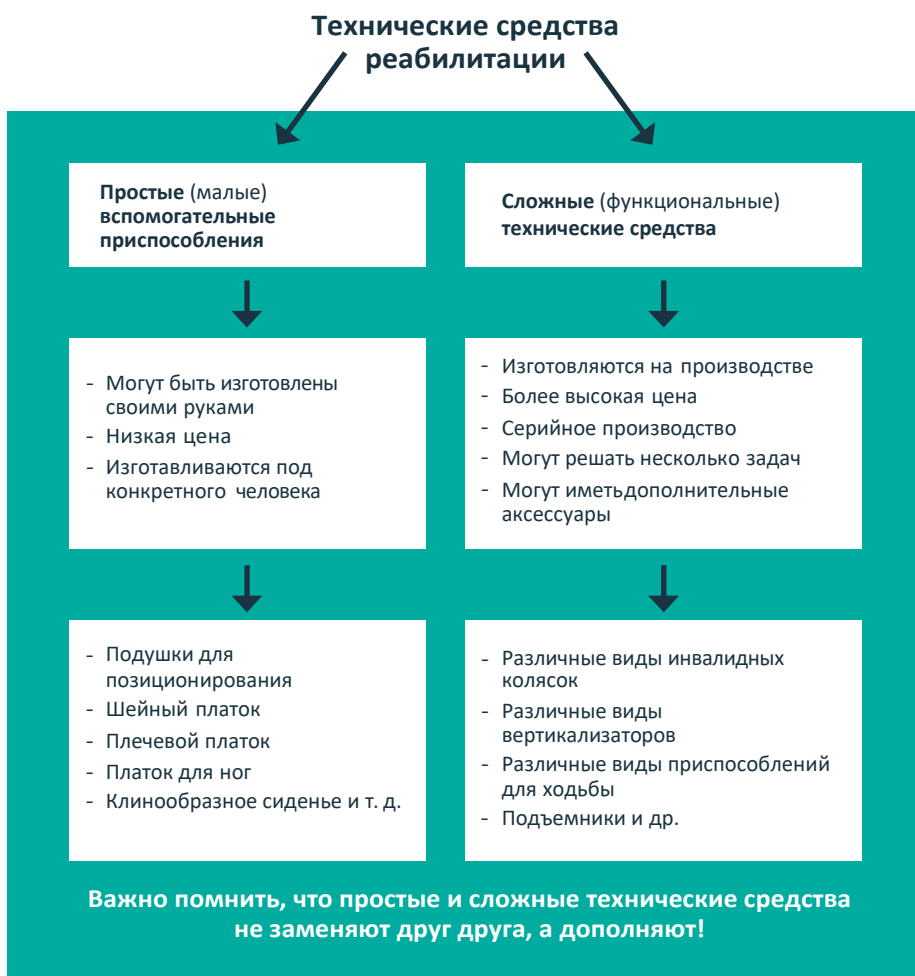 Технические средства
реабилитации
Простые (малые)
вспомогательные
приспособления
Сложные (функциональные)
технические средства
- Могут быть изготовлены
своими руками
- Низкая цена
- Изготавливаются под
конкретного человека
- Изготовляются на производстве
- Более высокая цена
- Серийное производство
- Могут решать несколько задач
- Могут иметьдополнительные
аксессуары
- Подушки для
позиционирования
- Шейный платок
- Плечевой платок
- Платок для ног
- Клинообразное сиденье и т. д.
- Различные виды инвалидных
колясок
- Различные виды
вертикализаторов
- Различные виды приспособлений
для ходьбы
- Подъемники и др.
Важно помнить, что простые и сложные технические средства
не заменяют друг друга, а дополняют!